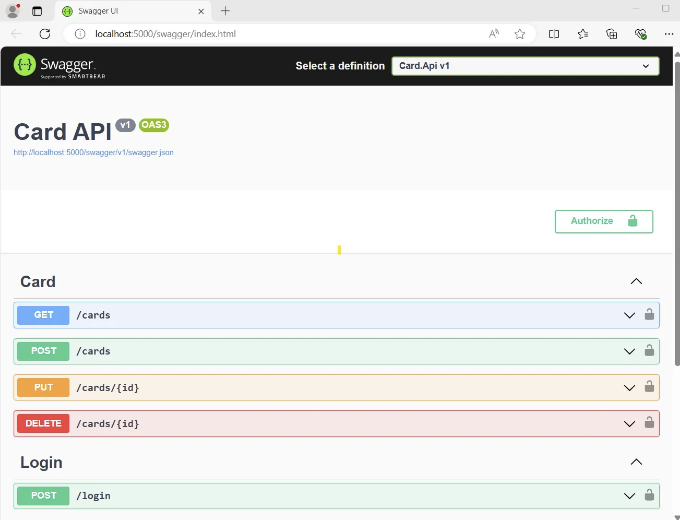 Swagger UI
localhost:5000/swagger/index.html
Swagger.
Supported by SMARTBEAR
Select a definition
Card.Api v1
Card API v1 OAS3
http://localhost:5000/swagger/v1/swagger.json
Authorize
Card
GET /cards
POST /cards
PUT /cards/{id}
DELETE /cards/{id}
Login
POST /login